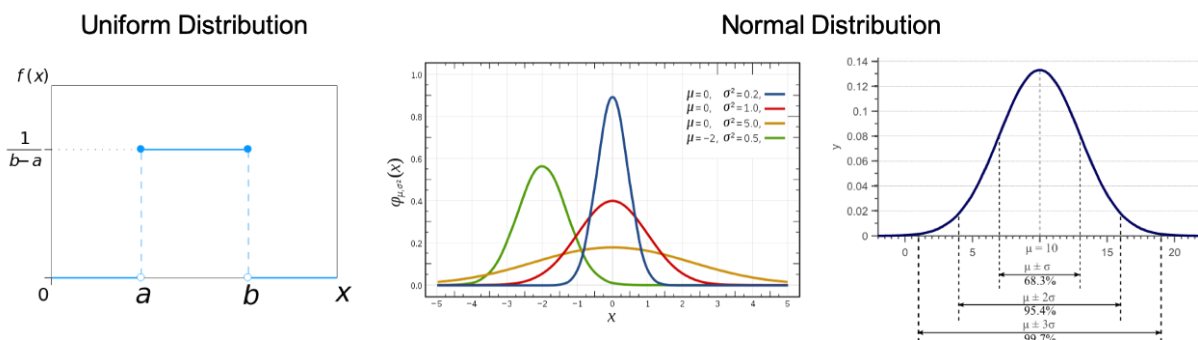 Uniform Distribution
Normal Distribution
f(x)
1
b−a
0
a
b
x
1.0
0.8
0.6
0.4
0.2
0.0
φμ,σ²(x)
μ=0, σ²=0.2,
μ=0, σ²=1.0,
μ=0, σ²=5.0,
μ=−2, σ²=0.5,
−5 −4 −3 −2 −1 0 1 2 3 4 5
x
0.14
0.12
0.1
0.08
0.06
0.04
0.02
0
y
0 5 15 20
μ = 10
μ ± σ
68.3%
μ ± 2σ
95.4%
μ ± 3σ
99.7%